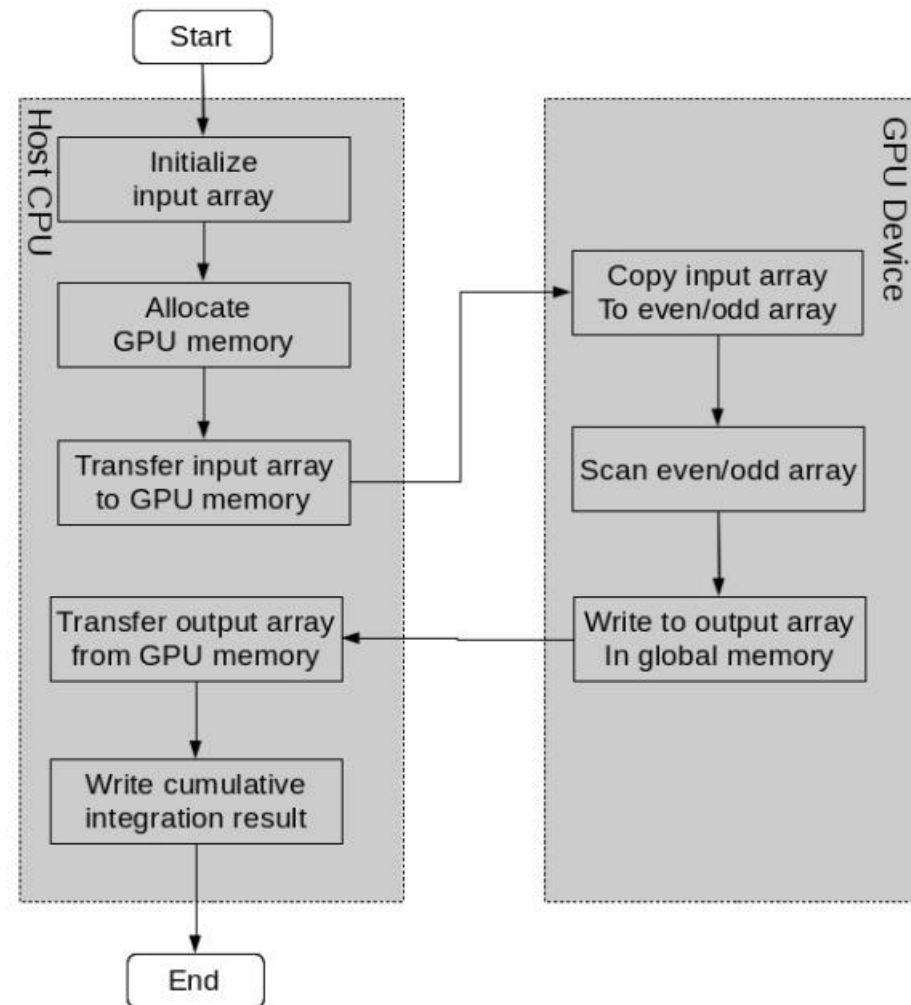 Start
Host CPU
Initialize
input array
Allocate
GPU memory
Transfer input array
to GPU memory
GPU Device
Copy input array
To even/odd array
Scan even/odd array
Write to output array
In global memory
Transfer output array
from GPU memory
Write cumulative
integration result
End